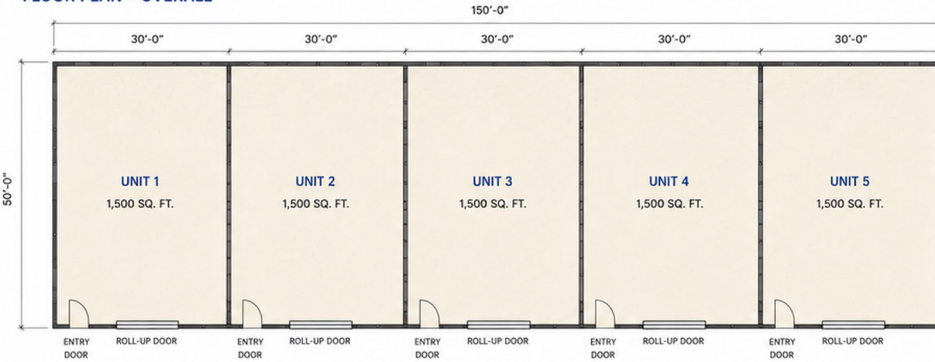 FLOOR PLAN – OVERALL
150'-0"
30'-0" 30'-0" 30'-0" 30'-0" 30'-0"
50'-0"
UNIT 1 UNIT 2 UNIT 3 UNIT 4 UNIT 5
1,500 SQ. FT. 1,500 SQ. FT. 1,500 SQ. FT. 1,500 SQ. FT. 1,500 SQ. FT.
ENTRY ROLL-UP DOOR ENTRY ROLL-UP DOOR ENTRY ROLL-UP DOOR ENTRY ROLL-UP DOOR ENTRY ROLL-UP DOOR
DOOR DOOR DOOR DOOR DOOR